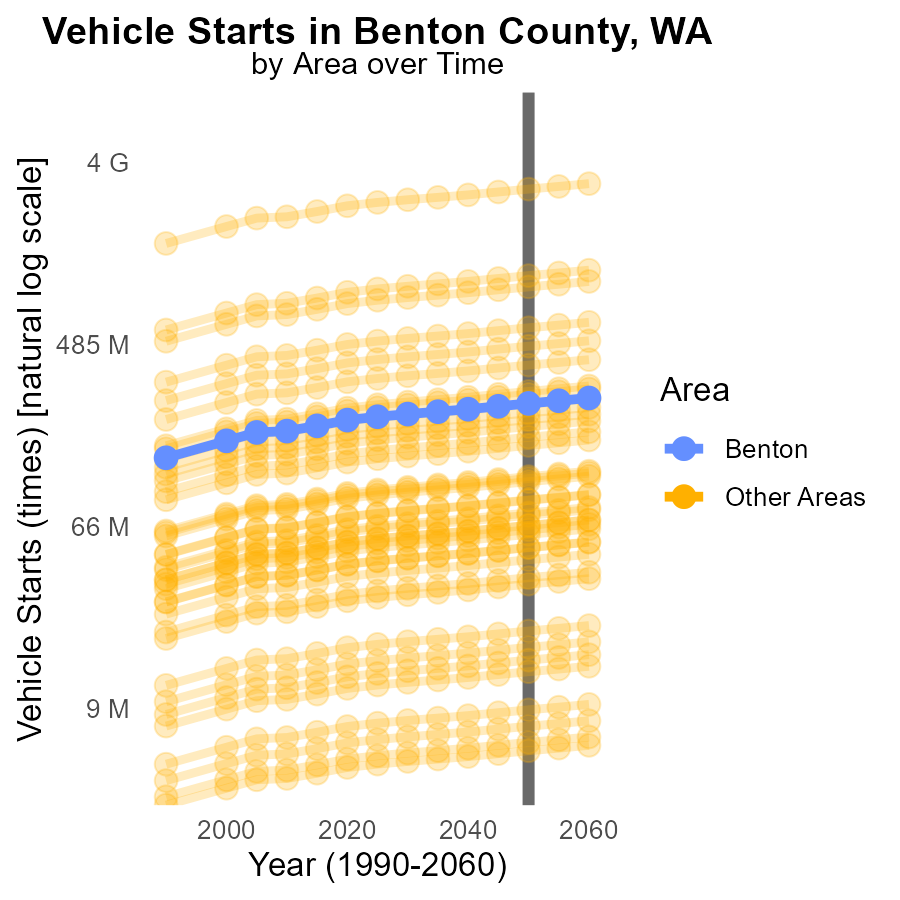 Vehicle Starts in Benton County, WA
by Area over Time
Vehicle Starts (times) [natural log scale]
4 G
485 M
66 M
9 M
2000 2020 2040 2060
Year (1990-2060)
Area
Benton
Other Areas